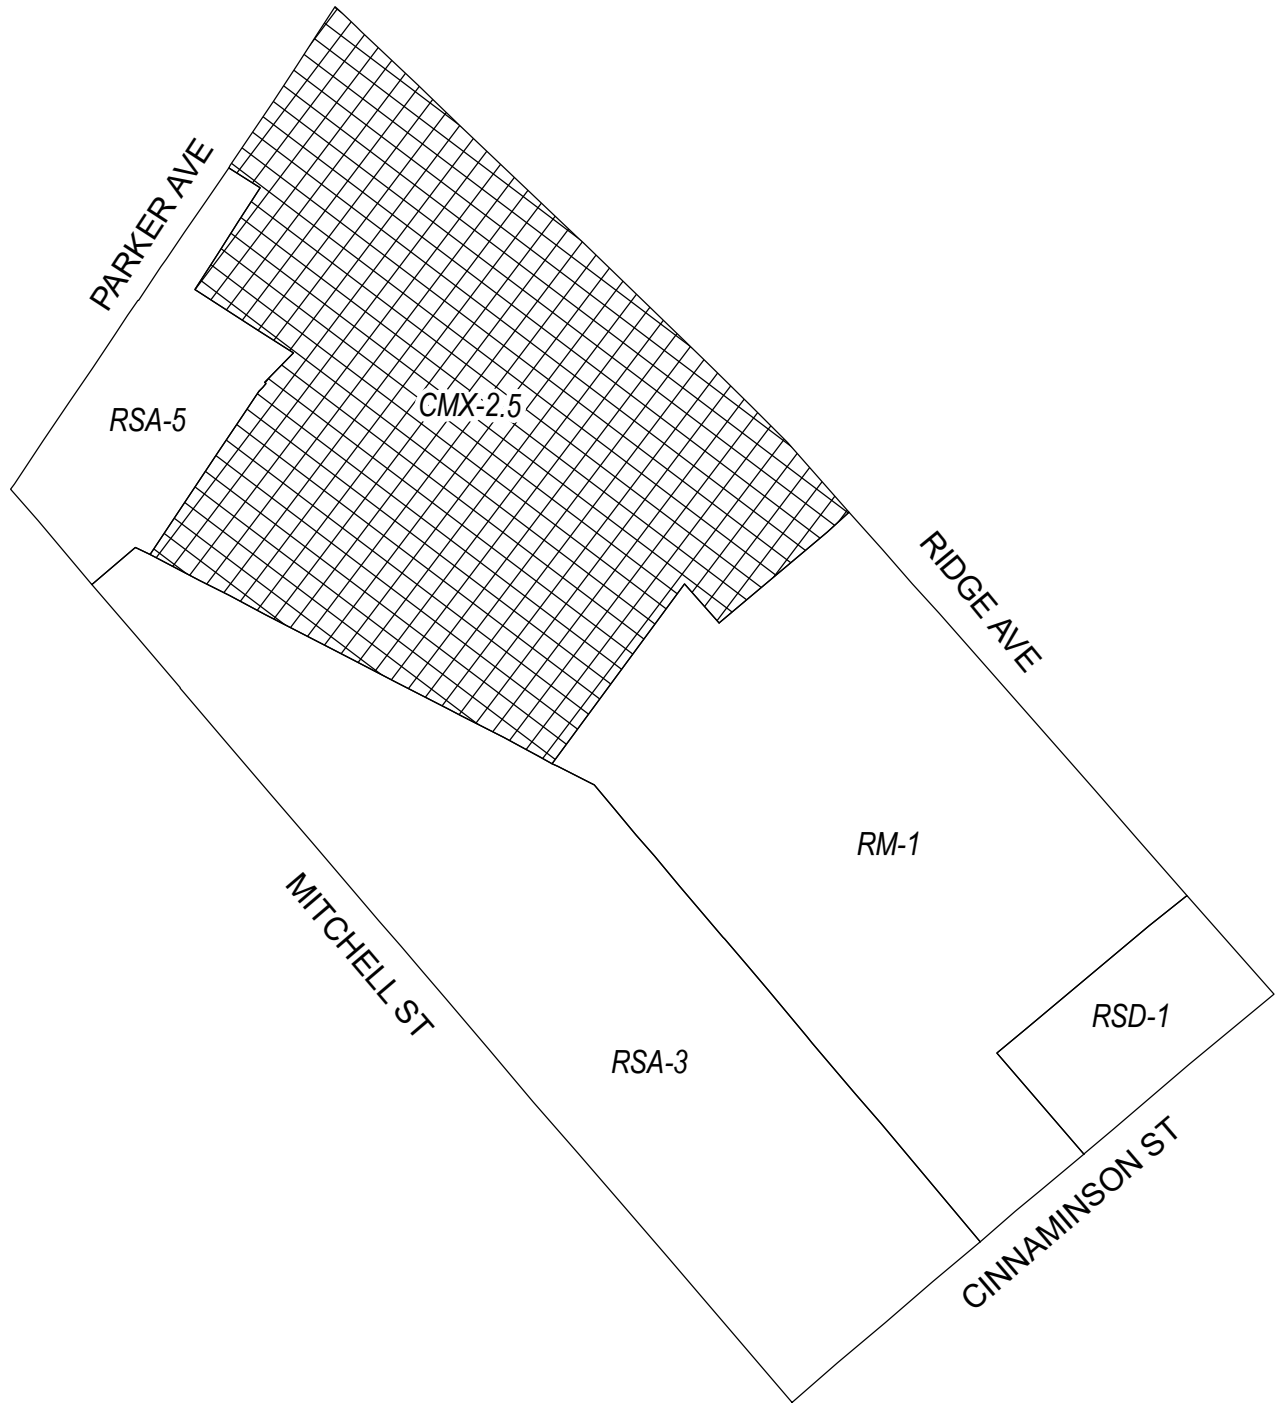 PARKER AVE
CMX-2.5
RSA-5
RIDGE AVE
RM-1
MITCHELL ST
RSD-1
RSA-3
CINNAMINSON ST